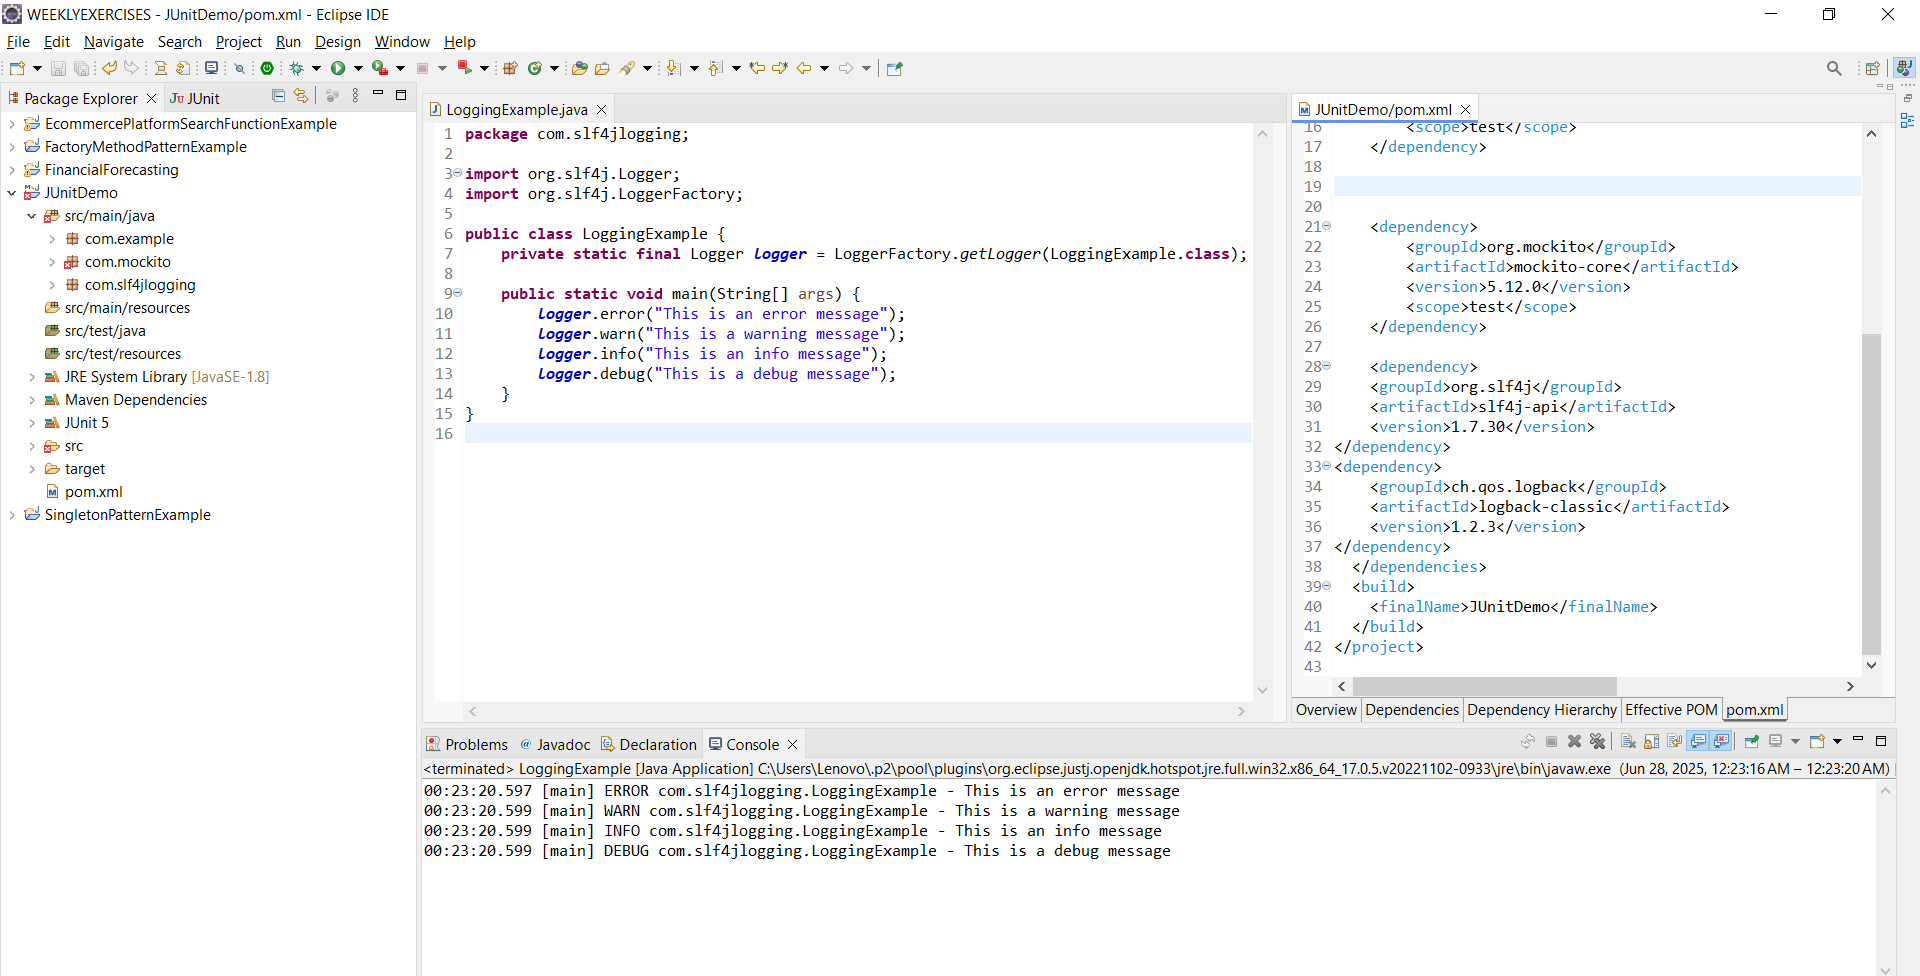 WEEKLYEXERCISES - JUnitDemo/pom.xml - Eclipse IDE
File Edit Navigate Search Project Run Design Window Help
Package Explorer
JUnit
EcommercePlatformSearchFunctionExample
FactoryMethodPatternExample
FinancialForecasting
JUnitDemo
src/main/java
com.example
com.mockito
com.slf4jlogging
src/main/resources
src/test/java
src/test/resources
JRE System Library [JavaSE-1.8]
Maven Dependencies
JUnit 5
src
target
pom.xml
SingletonPatternExample
LoggingExample.java
1 package com.slf4jlogging;
2
3 import org.slf4j.Logger;
4 import org.slf4j.LoggerFactory;
5
6 public class LoggingExample {
7     private static final Logger logger = LoggerFactory.getLogger(LoggingExample.class);
8
9     public static void main(String[] args) {
10         logger.error("This is an error message");
11         logger.warn("This is a warning message");
12         logger.info("This is an info message");
13         logger.debug("This is a debug message");
14     }
15 }
16
JUnitDemo/pom.xml
16         <scope>test</scope>
17     </dependency>
18
19
20
21     <dependency>
22         <groupId>org.mockito</groupId>
23         <artifactId>mockito-core</artifactId>
24         <version>5.12.0</version>
25         <scope>test</scope>
26     </dependency>
27
28     <dependency>
29     <groupId>org.slf4j</groupId>
30     <artifactId>slf4j-api</artifactId>
31     <version>1.7.30</version>
32 </dependency>
33 <dependency>
34     <groupId>ch.qos.logback</groupId>
35     <artifactId>logback-classic</artifactId>
36     <version>1.2.3</version>
37 </dependency>
38   </dependencies>
39   <build>
40     <finalName>JUnitDemo</finalName>
41   </build>
42 </project>
43
Overview Dependencies Dependency Hierarchy Effective POM pom.xml
Problems Javadoc Declaration Console
<terminated> LoggingExample [Java Application] C:\Users\Lenovo\.p2\pool\plugins\org.eclipse.justj.openjdk.hotspot.jre.full.win32.x86_64_17.0.5.v20221102-0933\jre\bin\javaw.exe (Jun 28, 2025, 12:23:16 AM – 12:23:20 AM)
00:23:20.597 [main] ERROR com.slf4jlogging.LoggingExample - This is an error message
00:23:20.599 [main] WARN com.slf4jlogging.LoggingExample - This is a warning message
00:23:20.599 [main] INFO com.slf4jlogging.LoggingExample - This is an info message
00:23:20.599 [main] DEBUG com.slf4jlogging.LoggingExample - This is a debug message